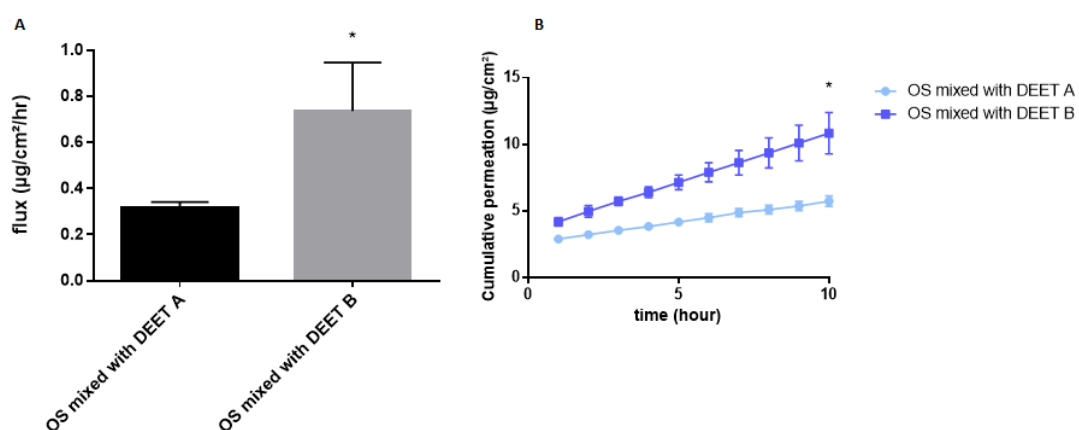 A
*
1.0
0.8
0.6
0.4
0.2
0.0
flux (µg/cm²/hr)
OS mixed with DEET A
OS mixed with DEET B
B
Cumulative permeation (µg/cm²)
15
10
5
0
*
0
5
10
time (hour)
OS mixed with DEET A
OS mixed with DEET B